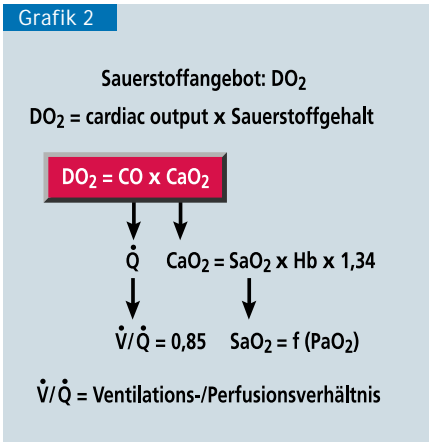 Grafik 2
Sauerstoffangebot: DO₂
DO₂ = cardiac output x Sauerstoffgehalt
DO₂ = CO x CaO₂
Q̇ CaO₂ = SaO₂ x Hb x 1,34
V̇/Q̇ = 0,85 SaO₂ = f (PaO₂)
V̇/Q̇ = Ventilations-/Perfusionsverhältnis